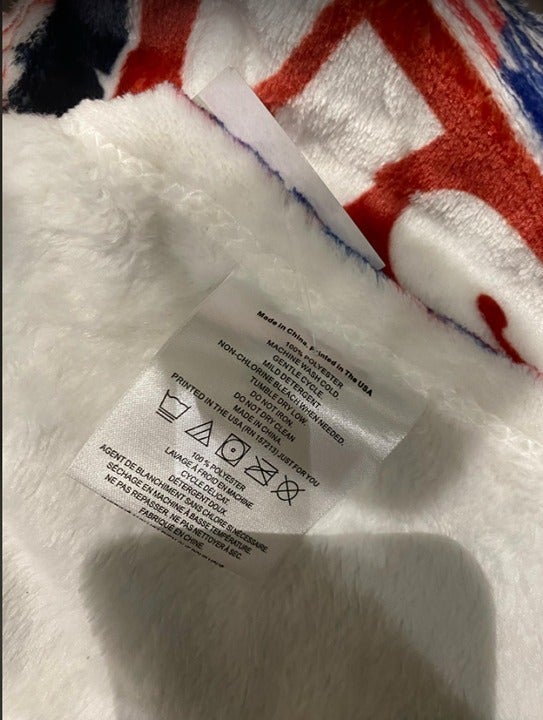 Made in China. Printed in The USA
100% POLYESTER
MACHINE WASH COLD
GENTLE CYCLE
MILD DETERGENT
NON-CHLORINE BLEACH WHEN NEEDED.
TUMBLE DRY LOW.
DO NOT IRON.
DO NOT DRY CLEAN
MADE IN CHINA
PRINTED IN THE USA (RN 157213) JUST FOR YOU
100 % POLYESTER
LAVAGE À FROID EN MACHINE
CYCLE DÉLICAT.
DÉTERGENT DOUX
AGENT DE BLANCHIMENT SANS CHLORE SI NÉCESSAIRE.
SÉCHAGE EN MACHINE À BASSE TEMPÉRATURE.
NE PAS REPASSER. NE PAS NETTOYER À SEC.
FABRIQUÉ EN CHINE.